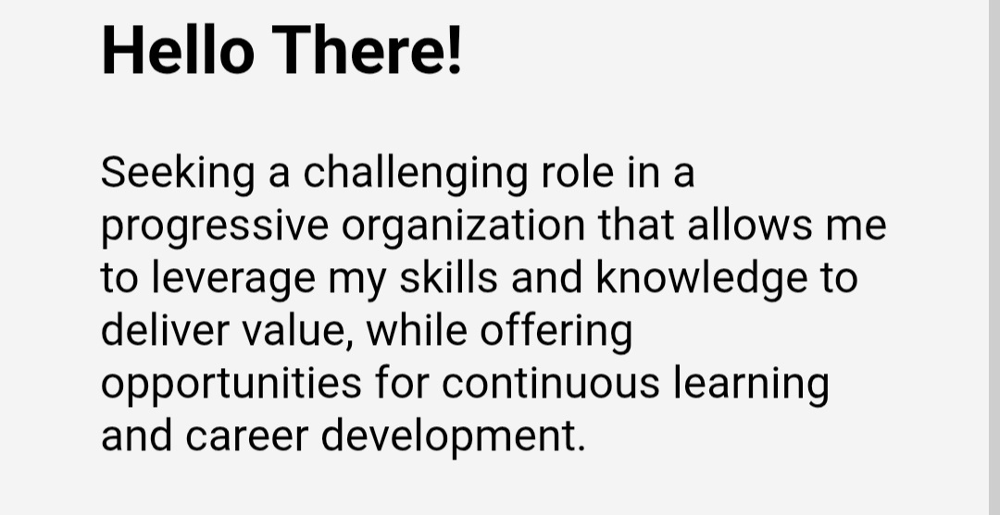 Hello There!
Seeking a challenging role in a
progressive organization that allows me
to leverage my skills and knowledge to
deliver value, while offering
opportunities for continuous learning
and career development.